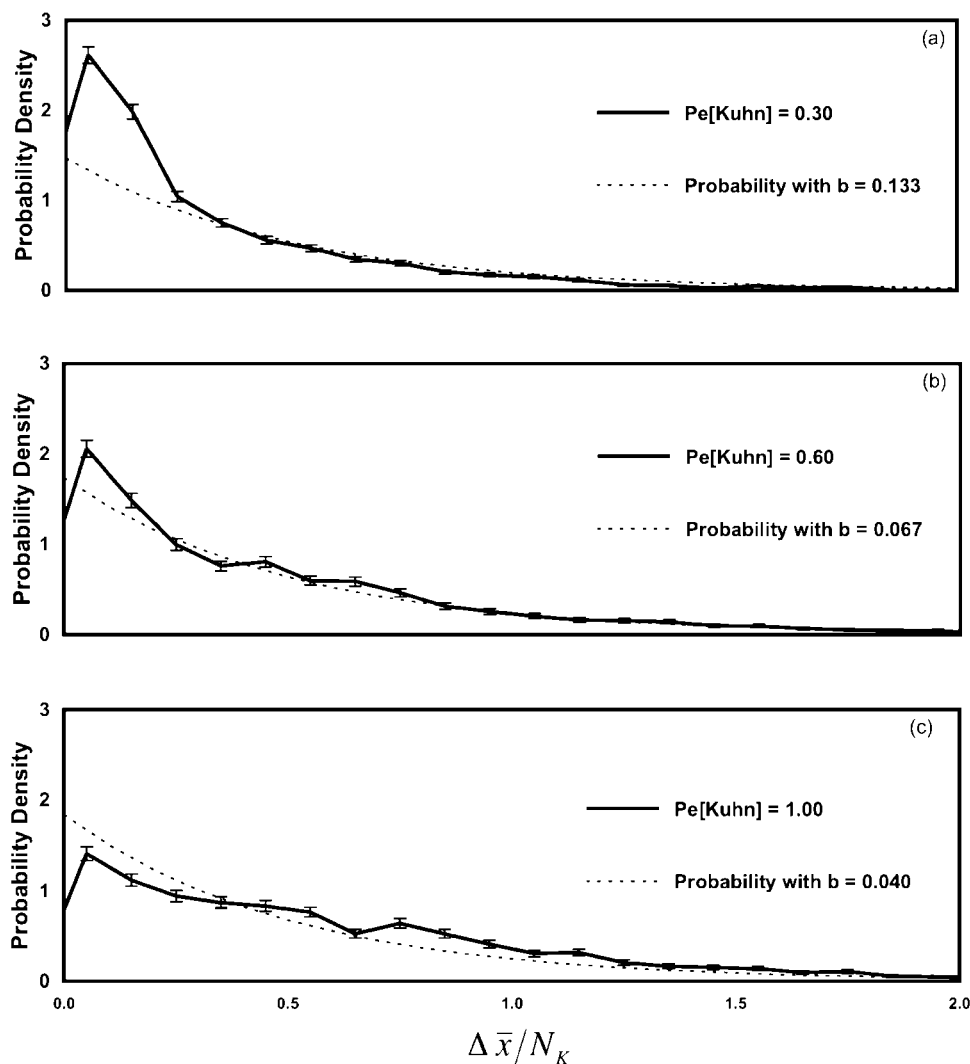 3
(a)
Probability Density
2
Pe[Kuhn] = 0.30
1
Probability with b = 0.133
0
3
(b)
Probability Density
2
Pe[Kuhn] = 0.60
1
Probability with b = 0.067
0
3
(c)
Probability Density
2
Pe[Kuhn] = 1.00
1
Probability with b = 0.040
0
0.0 0.5 1.0 1.5 2.0
Δ x̅/N_K